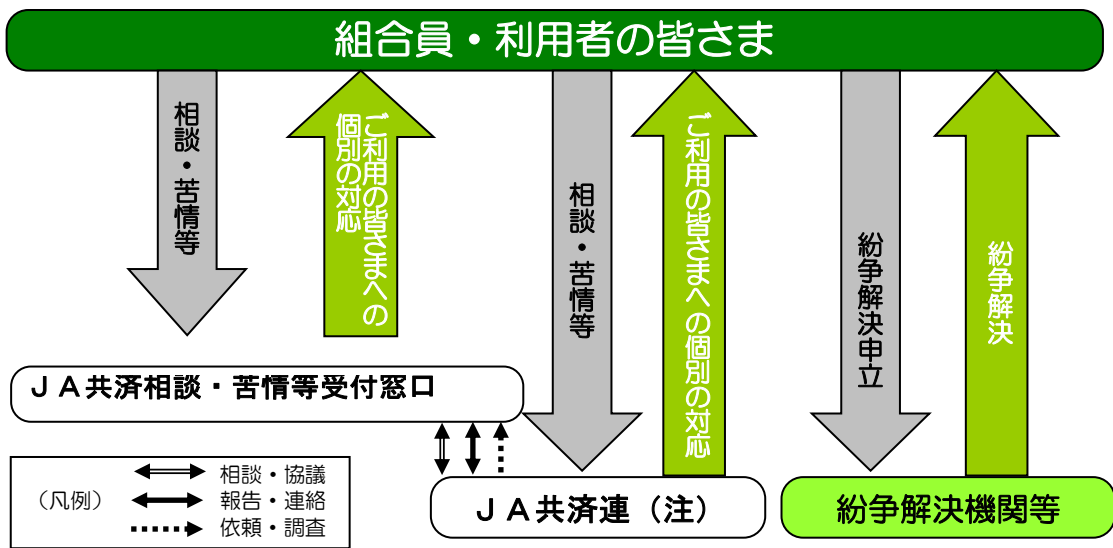 組合員・利用者の皆さま
相談・苦情等
ご利用の皆さまへの
個別の対応
相談・苦情等
ご利用の皆さまへの個別の対応
紛争解決申立
紛争解決
ＪＡ共済相談・苦情等受付窓口
（凡例）
相談・協議
報告・連絡
依頼・調査
ＪＡ共済連（注）
紛争解決機関等